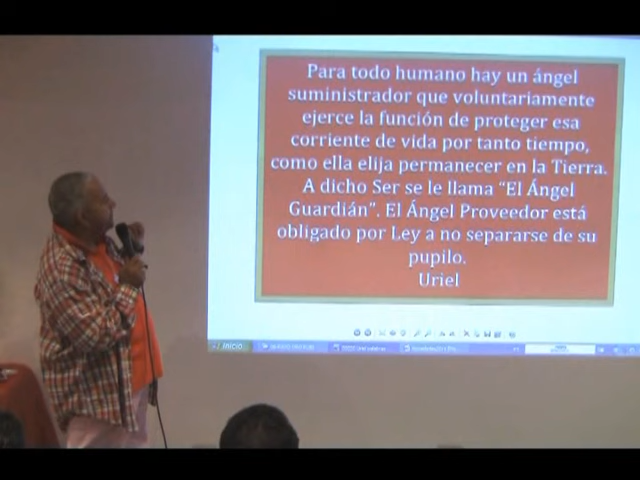 Para todo humano hay un ángel
suministrador que voluntariamente
ejerce la función de proteger esa
corriente de vida por tanto tiempo,
como ella elija permanecer en la Tierra.
A dicho Ser se le llama “El Ángel
Guardián”. El Ángel Proveedor está
obligado por Ley a no separarse de su
pupilo.
Uriel
Inicio